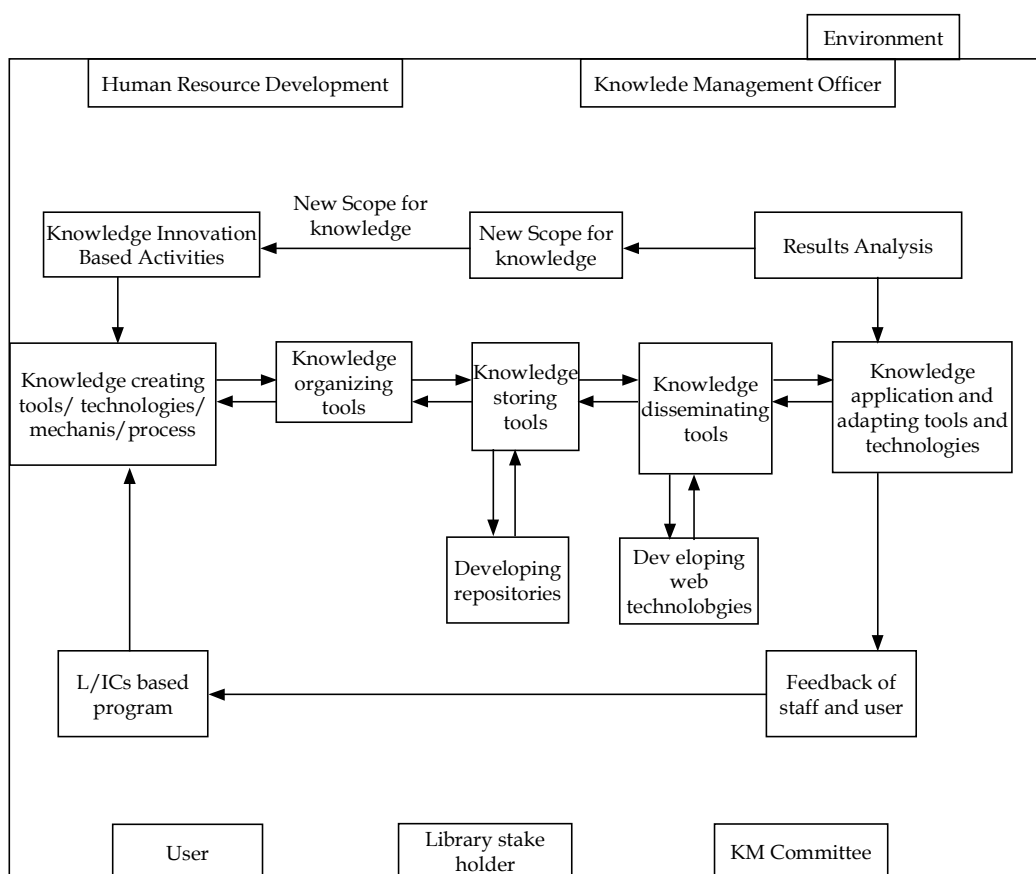 Environment
Human Resource Development
Knowlede Management Officer
New Scope for
knowledge
Knowledge Innovation
Based Activities
New Scope for
knowledge
Results Analysis
Knowledge creating
tools/ technologies/
mechanis/process
Knowledge
organizing
tools
Knowledge
storing
tools
Knowledge
disseminating
tools
Knowledge
application and
adapting tools and
technologies
Developing
repositories
Dev eloping
web
technolobgies
L/ICs based
program
Feedback of
staff and user
User
Library stake
holder
KM Committee